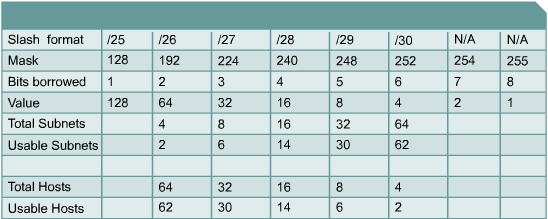 Slash format /25 /26 /27 /28 /29 /30 N/A N/A
Mask 128 192 224 240 248 252 254 255
Bits borrowed 1 2 3 4 5 6 7 8
Value 128 64 32 16 8 4 2 1
Total Subnets 4 8 16 32 64
Usable Subnets 2 6 14 30 62
Total Hosts 64 32 16 8 4
Usable Hosts 62 30 14 6 2